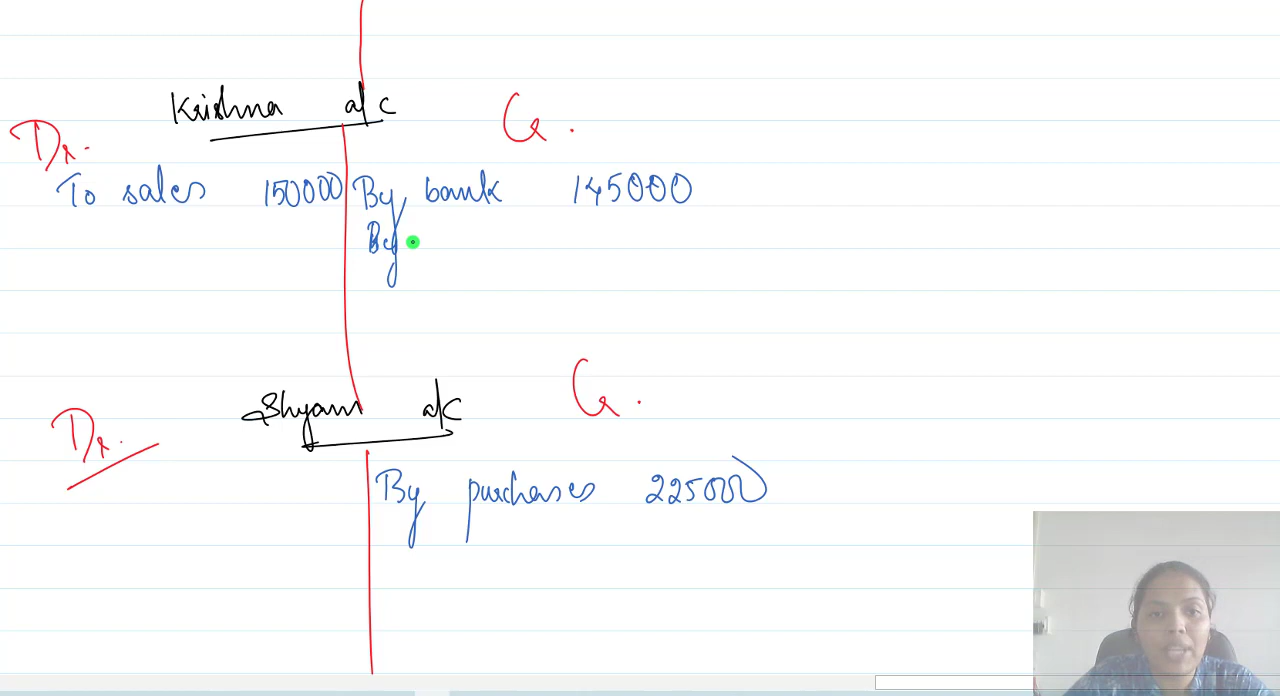 Krishna a/c
Dr. Cr.
To sales 150000 By bank 145000
By
Shyam a/c
Dr. Cr.
By purchases 225000